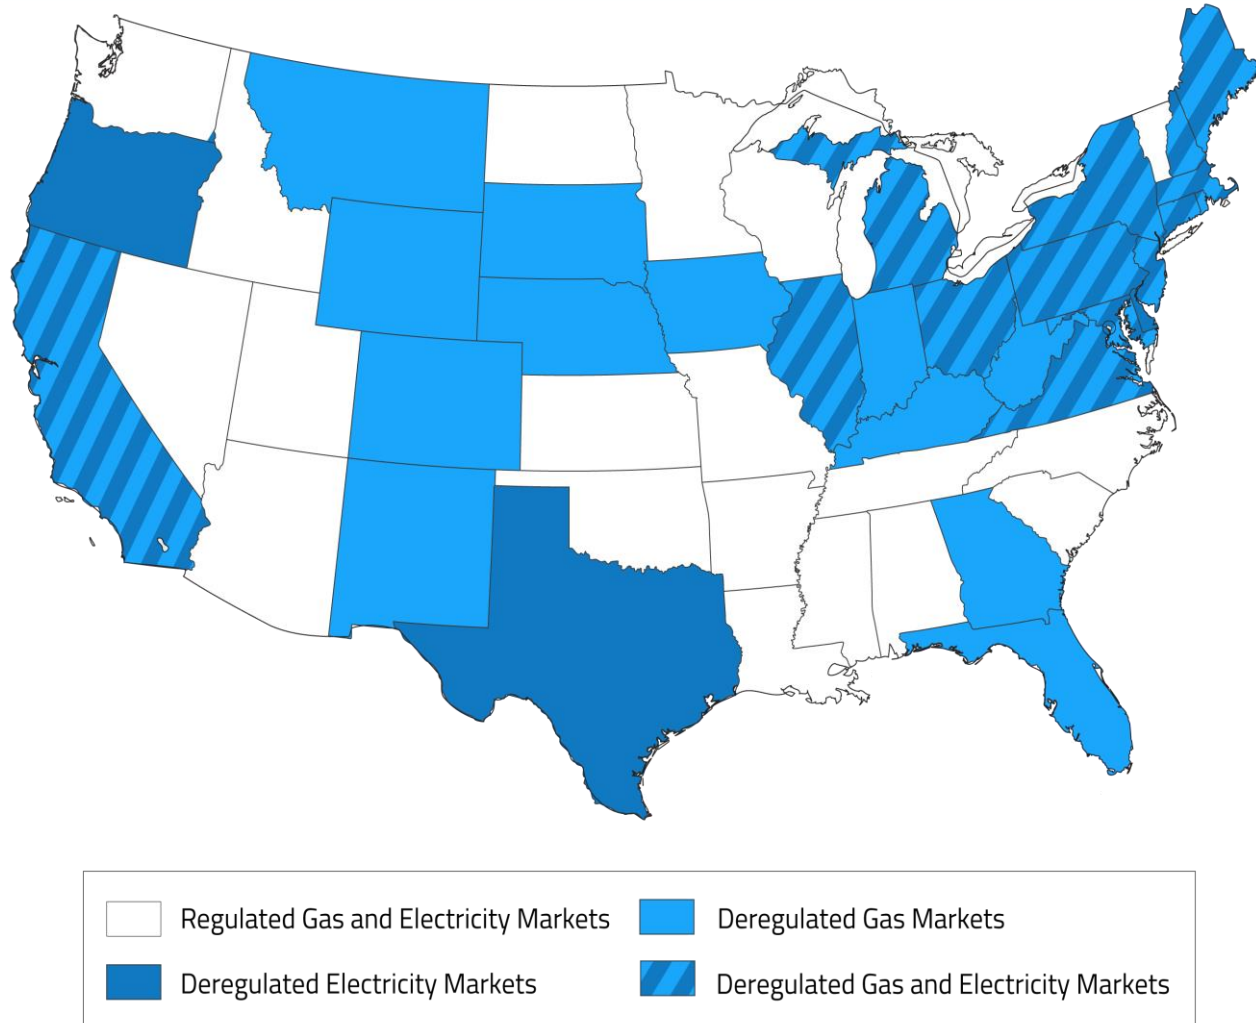 Regulated Gas and Electricity Markets
Deregulated Gas Markets
Deregulated Electricity Markets
Deregulated Gas and Electricity Markets